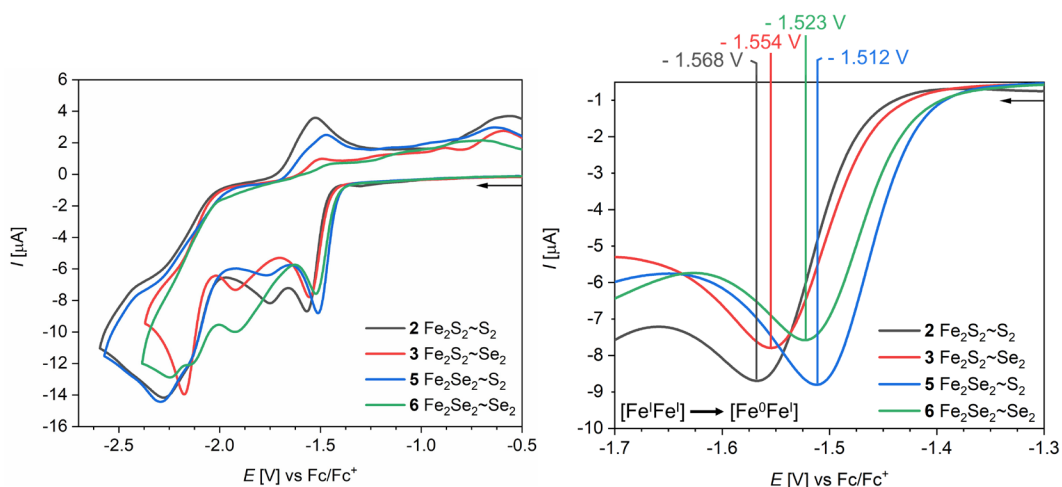 6
4
2
0
-2
-4
-6
-8
-10
-12
-14
-16
I [µA]
2 Fe₂S₂~S₂
3 Fe₂S₂~Se₂
5 Fe₂Se₂~S₂
6 Fe₂Se₂~Se₂
-2.5 -2.0 -1.5 -1.0 -0.5
E [V] vs Fc/Fc⁺
- 1.523 V
- 1.554 V
- 1.568 V
- 1.512 V
-1
-2
-3
-4
-5
-6
-7
-8
-9
-10
I [µA]
2 Fe₂S₂~S₂
3 Fe₂S₂~Se₂
5 Fe₂Se₂~S₂
6 Fe₂Se₂~Se₂
[FeᴵFeᴵ] → [Fe⁰Feᴵ]
-1.7 -1.6 -1.5 -1.4 -1.3
E [V] vs Fc/Fc⁺